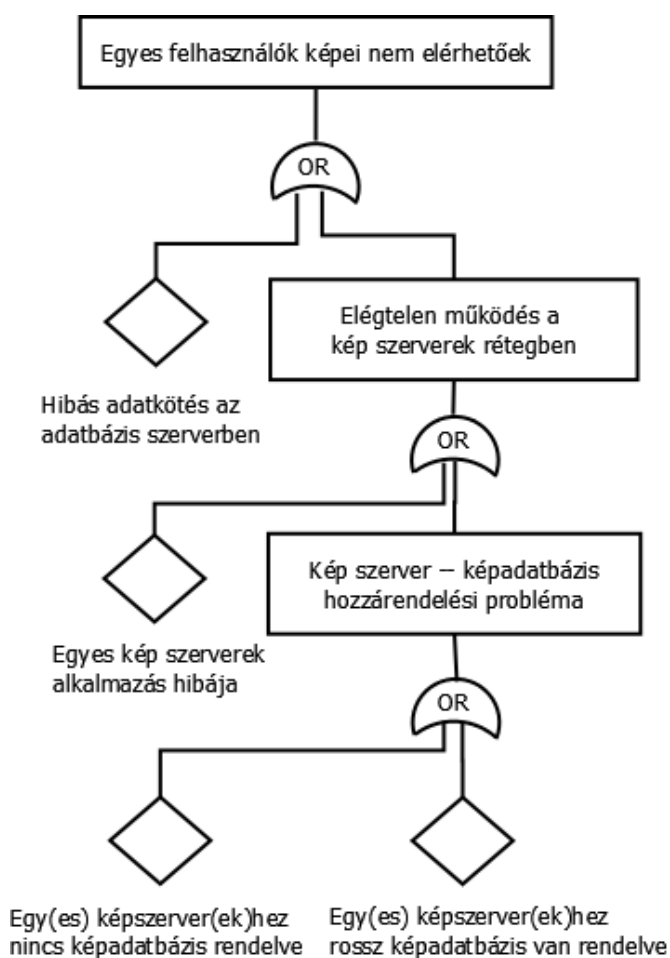 Egyes felhasználók képei nem elérhetőek
OR
Elégtelen működés a
kép szerverek rétegben
Hibás adatkötés az
adatbázis szerverben
OR
Kép szerver – képadatbázis
hozzárendelési probléma
Egyes kép szerverek
alkalmazás hibája
OR
Egy(es) képszerver(ek)hez
nincs képadatbázis rendelve
Egy(es) képszerver(ek)hez
rossz képadatbázis van rendelve